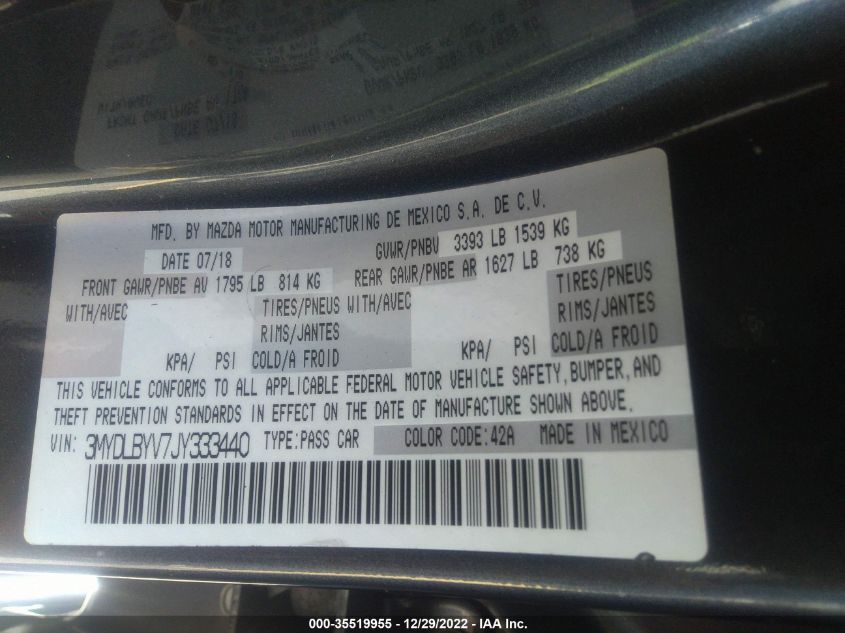 MFD. BY MAZDA MOTOR MANUFACTURING DE MEXICO S.A. DE C.V.
DATE 07/18 GVWR/PNBV 3393 LB 1539 KG
FRONT GAWR/PNBE AV 1795 LB 814 KG REAR GAWR/PNBE AR 1627 LB 738 KG
WITH/AVEC TIRES/PNEUS WITH/AVEC TIRES/PNEUS
RIMS/JANTES RIMS/JANTES
KPA/ PSI COLD/A FROID KPA/ PSI COLD/A FROID
THIS VEHICLE CONFORMS TO ALL APPLICABLE FEDERAL MOTOR VEHICLE SAFETY, BUMPER, AND
THEFT PREVENTION STANDARDS IN EFFECT ON THE DATE OF MANUFACTURE SHOWN ABOVE.
VIN: 3MYDLBYV7JY333440 TYPE:PASS CAR COLOR CODE:42A MADE IN MEXICO
000-35519955 - 12/29/2022 - IAA Inc.